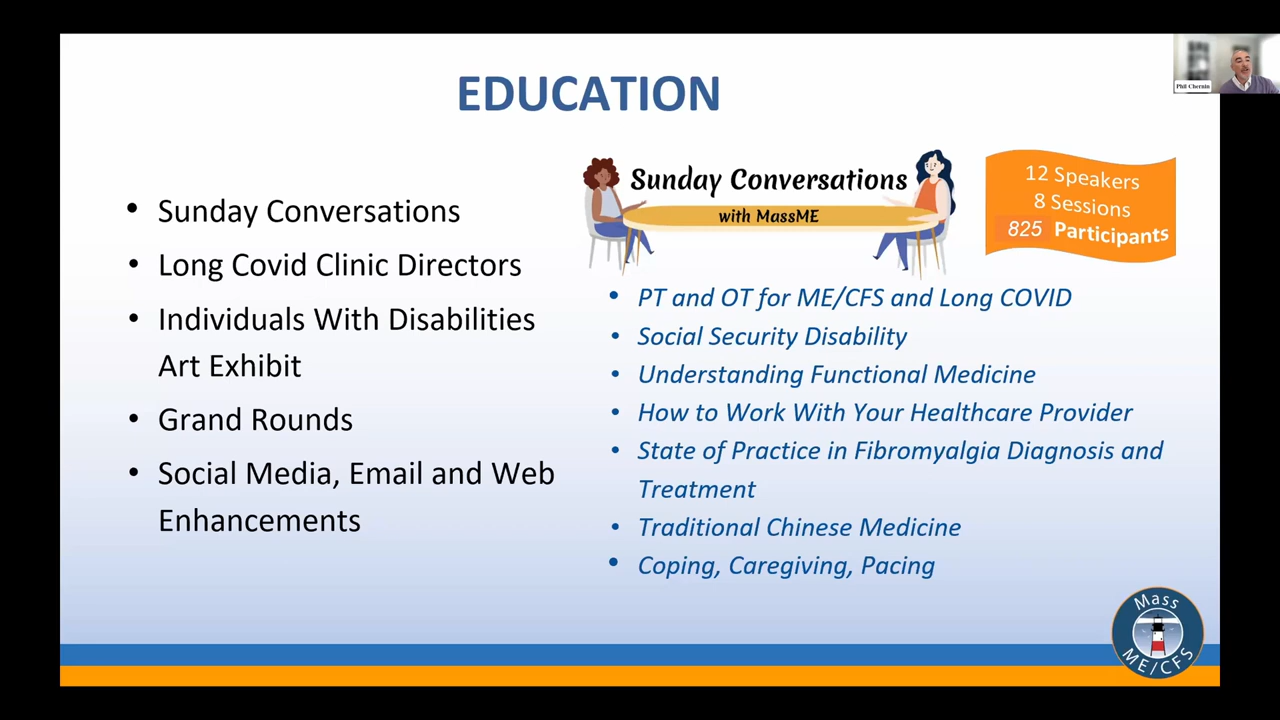 EDUCATION
Phil Chernin
• Sunday Conversations
• Long Covid Clinic Directors
• Individuals With Disabilities
Art Exhibit
• Grand Rounds
• Social Media, Email and Web
Enhancements
Sunday Conversations
with MassME
12 Speakers
8 Sessions
825 Participants
• PT and OT for ME/CFS and Long COVID
• Social Security Disability
• Understanding Functional Medicine
• How to Work With Your Healthcare Provider
• State of Practice in Fibromyalgia Diagnosis and
Treatment
• Traditional Chinese Medicine
• Coping, Caregiving, Pacing
Mass
ME/CFS